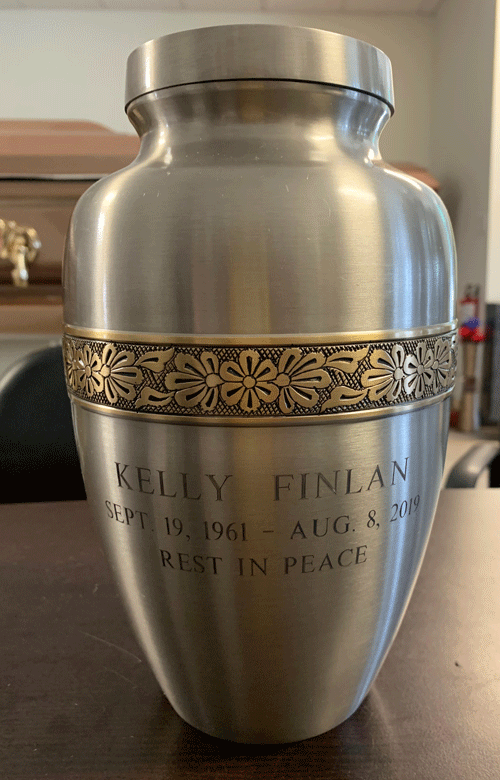 KELLY FINLAN
SEPT. 19, 1961 – AUG. 8, 2019
REST IN PEACE